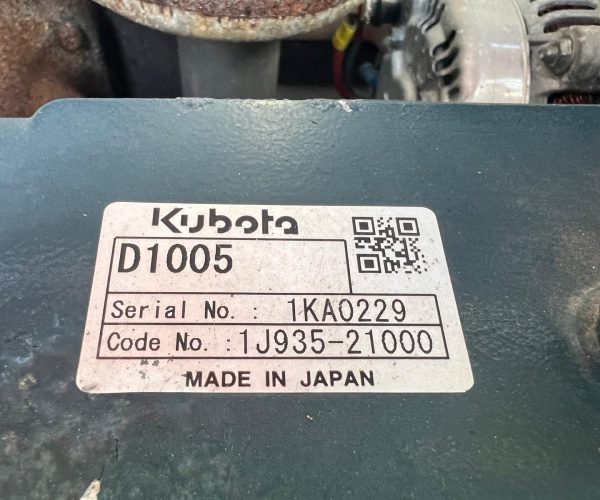 Kubota
D1005
Serial No. : 1KA0229
Code No. :1J935-21000
MADE IN JAPAN